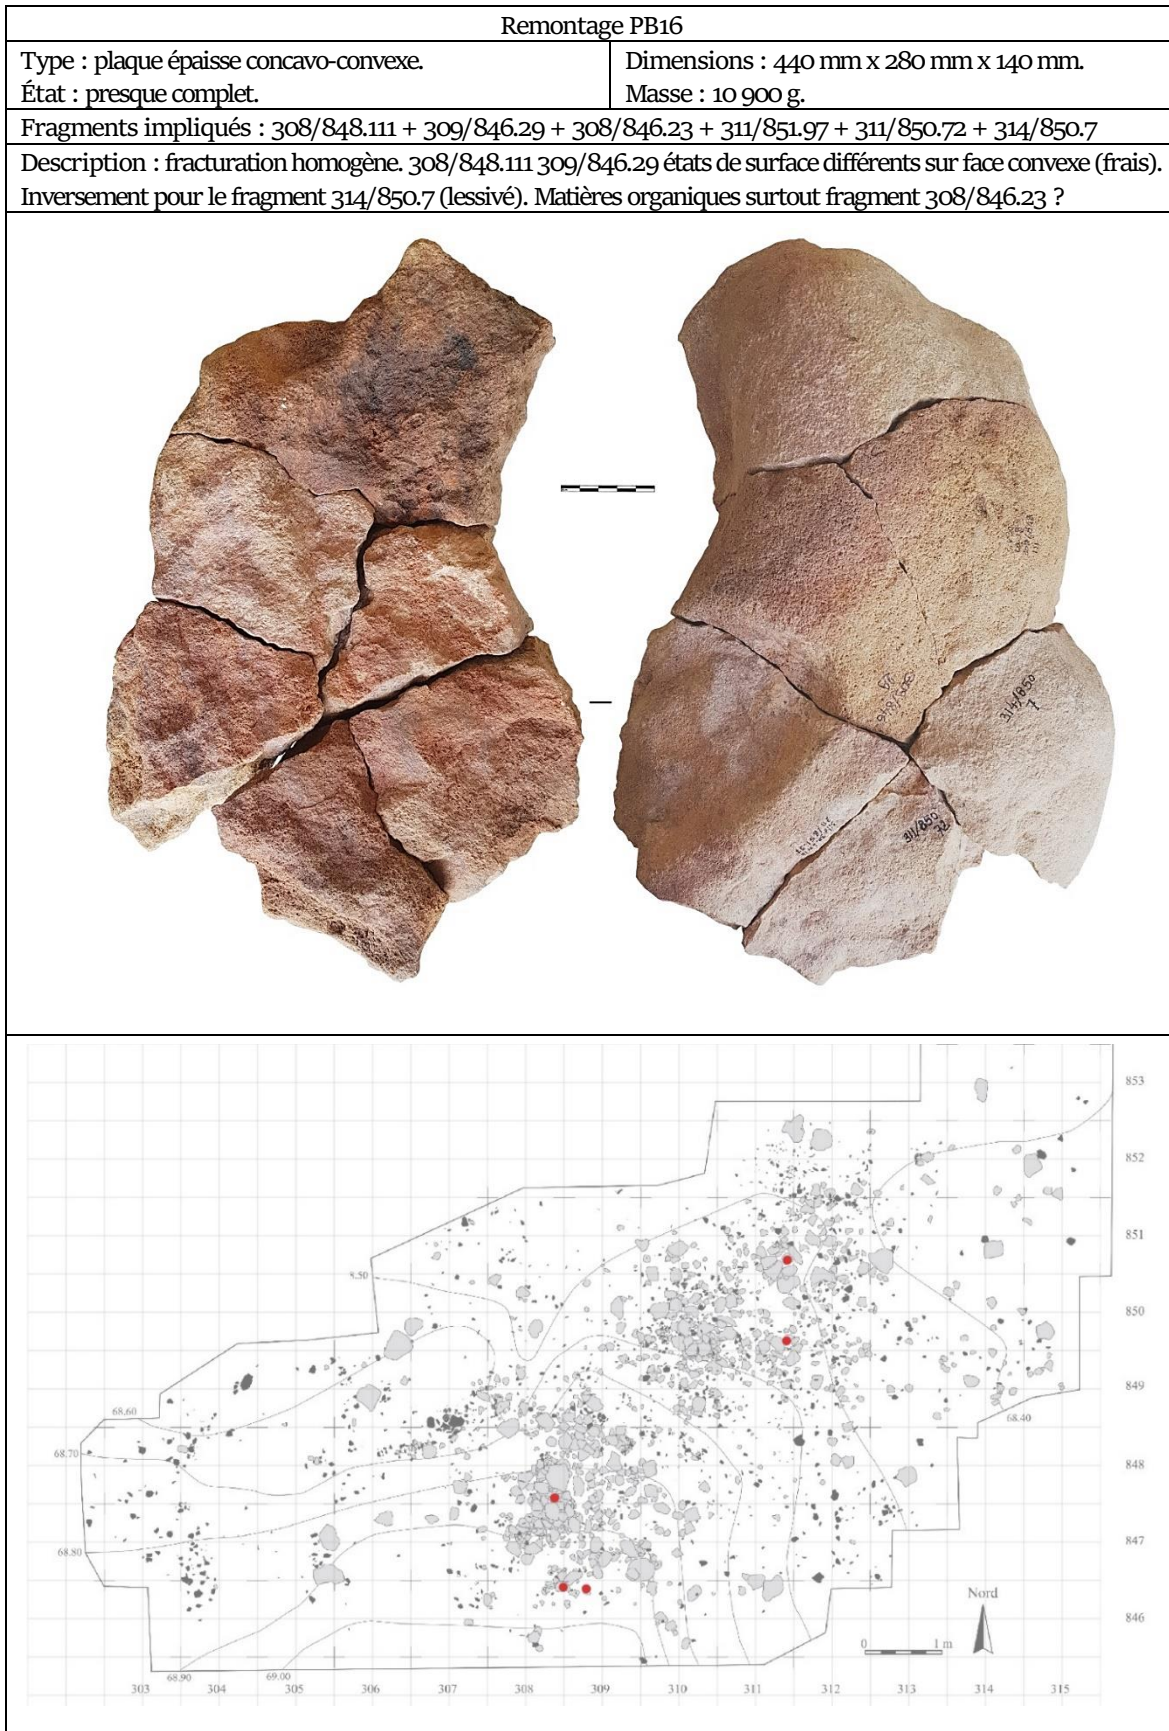 Remontage PB16
Type : plaque épaisse concavo-convexe.
État : presque complet.
Dimensions : 440 mm x 280 mm x 140 mm.
Masse : 10 900 g.
Fragments impliqués : 308/848.111 + 309/846.29 + 308/846.23 + 311/851.97 + 311/850.72 + 314/850.7
Description : fracturation homogène. 308/848.111 309/846.29 états de surface différents sur face convexe (frais).
Inversement pour le fragment 314/850.7 (lessivé). Matières organiques surtout fragment 308/846.23 ?
314/850
7
311/850
72
853
852
851
850
849
848
847
846
8.50
68.60
68.70
68.80
68.90
69.00
68.40
Nord
0 1 m
303 304 305 306 307 308 309 310 311 312 313 314 315